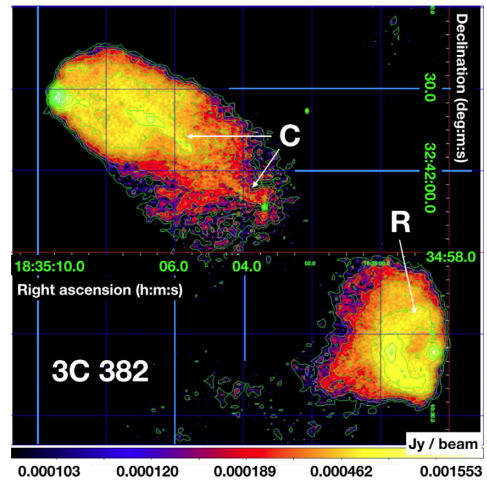 Declination (deg:m:s)
30.0
C
32:42:00.0
R
34:58.0
18:35:10.0
06.0
04.0
Right ascension (h:m:s)
3C 382
Jy / beam
0.000103
0.000120
0.000189
0.000462
0.001553